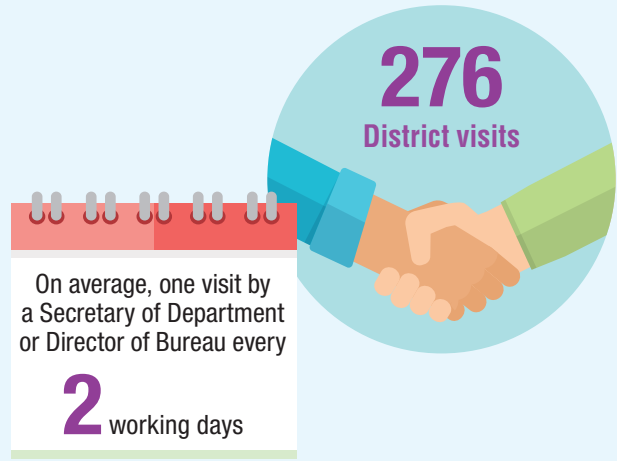 276
District visits
On average, one visit by
a Secretary of Department
or Director of Bureau every
2 working days